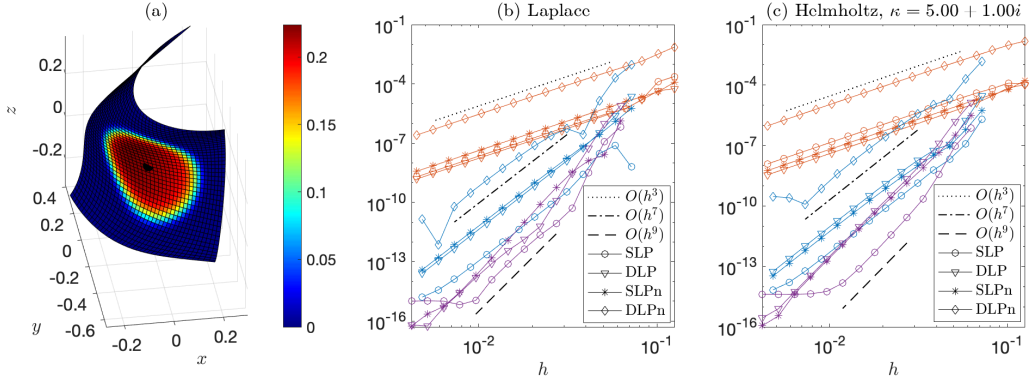 (a)
0.2
0
-0.2
z
0.4
0.2
0
-0.2
-0.4
-0.6
y
-0.2
0
0.2
x
0.2
0.15
0.1
0.05
0
(b) Laplace
10^-1
10^-4
10^-7
10^-10
10^-13
10^-16
10^-2
10^-1
h
O(h^3)
O(h^7)
O(h^9)
SLP
DLP
SLPn
DLPn
(c) Helmholtz, κ = 5.00 + 1.00i
10^-1
10^-4
10^-7
10^-10
10^-13
10^-16
10^-2
10^-1
h
O(h^3)
O(h^7)
O(h^9)
SLP
DLP
SLPn
DLPn